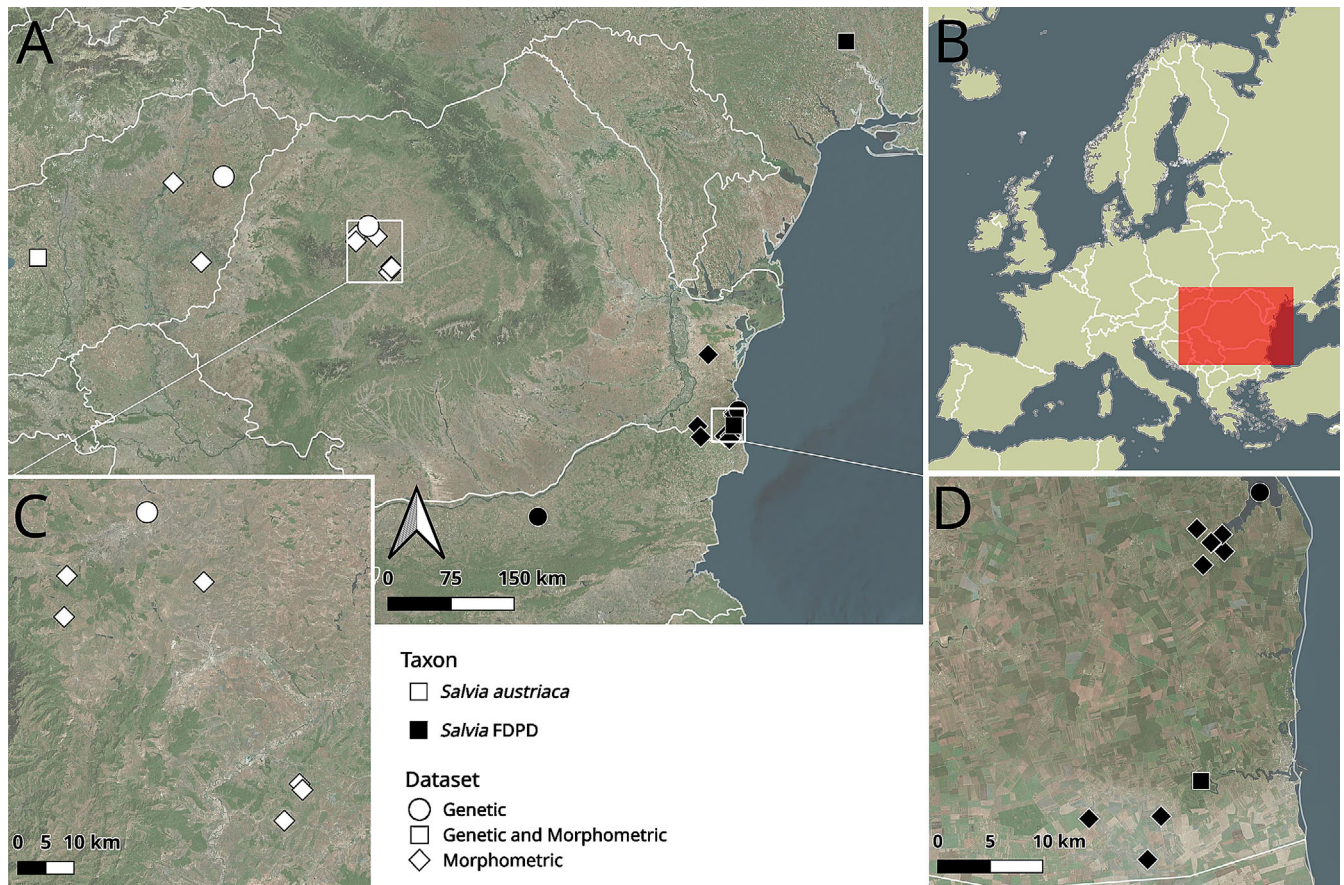 A
B
0 75 150 km
C
0 5 10 km
Taxon
Salvia austriaca
Salvia FDPD
Dataset
Genetic
Genetic and Morphometric
Morphometric
D
0 5 10 km